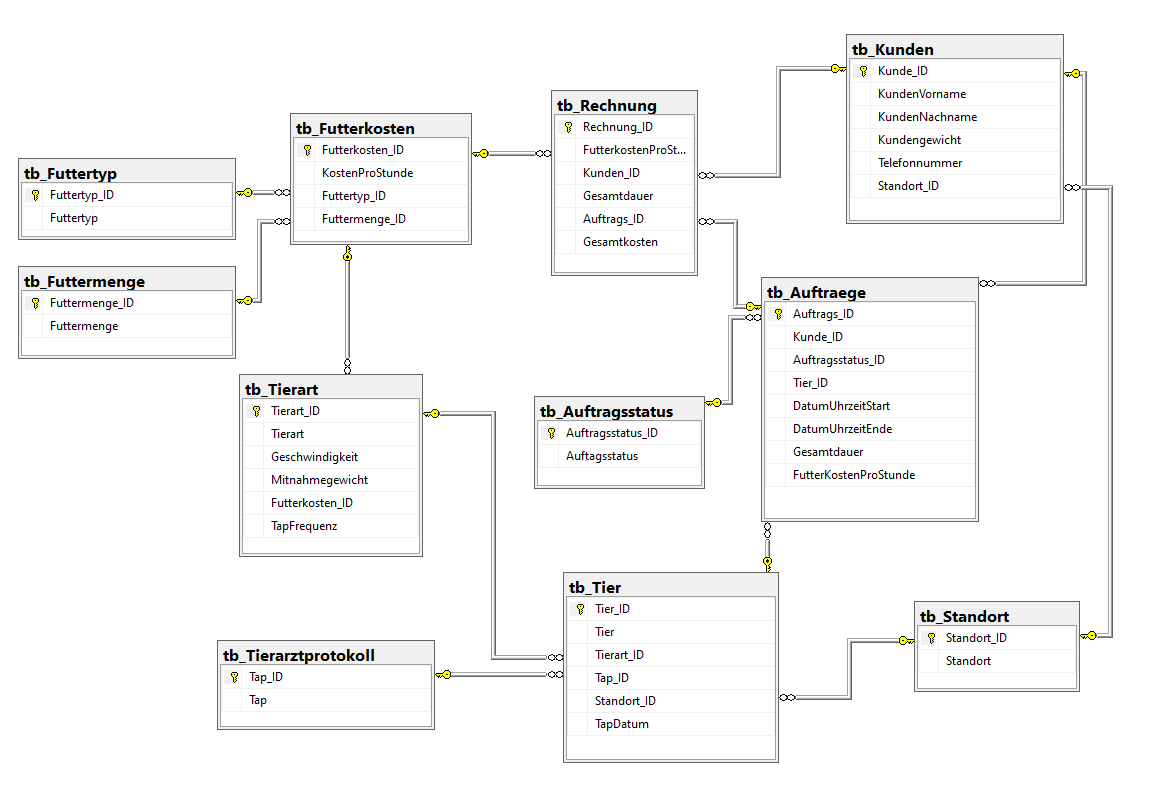 tb_Kunden
Kunde_ID
KundenVorname
KundenNachname
Kundengewicht
Telefonnummer
Standort_ID
tb_Rechnung
Rechnung_ID
FutterkostenProSt...
Kunden_ID
Gesamtdauer
Auftrags_ID
Gesamtkosten
tb_Futterkosten
Futterkosten_ID
KostenProStunde
Futtertyp_ID
Futtermenge_ID
tb_Futtertyp
Futtertyp_ID
Futtertyp
tb_Futtermenge
Futtermenge_ID
Futtermenge
tb_Auftraege
Auftrags_ID
Kunde_ID
Auftragsstatus_ID
Tier_ID
DatumUhrzeitStart
DatumUhrzeitEnde
Gesamtdauer
FutterKostenProStunde
tb_Tierart
Tierart_ID
Tierart
Geschwindigkeit
Mitnahmegewicht
Futterkosten_ID
TapFrequenz
tb_Auftragsstatus
Auftragsstatus_ID
Auftagsstatus
tb_Tier
Tier_ID
Tier
Tierart_ID
Tap_ID
Standort_ID
TapDatum
tb_Standort
Standort_ID
Standort
tb_Tierarztprotokoll
Tap_ID
Tap